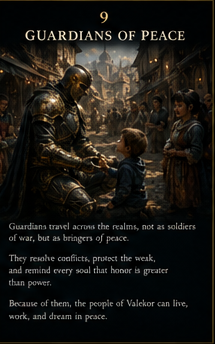 9
GUARDIANS OF PEACE
Guardians travel across the realms, not as soldiers
of war, but as bringers of peace.
They resolve conflicts, protect the weak,
and remind every soul that honor is greater
than power.
Because of them, the people of Valekor can live,
work, and dream in peace.